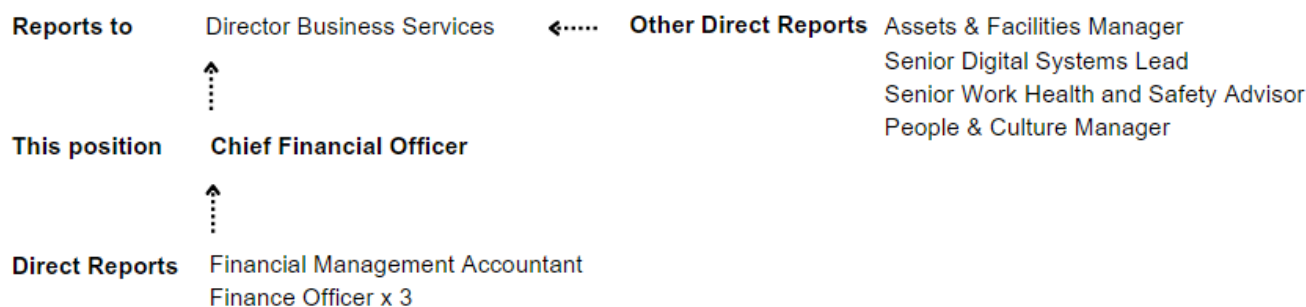 Reports to Director Business Services Other Direct Reports Assets & Facilities Manager
Senior Digital Systems Lead
Senior Work Health and Safety Advisor
People & Culture Manager
This position Chief Financial Officer
Direct Reports Financial Management Accountant
Finance Officer x 3